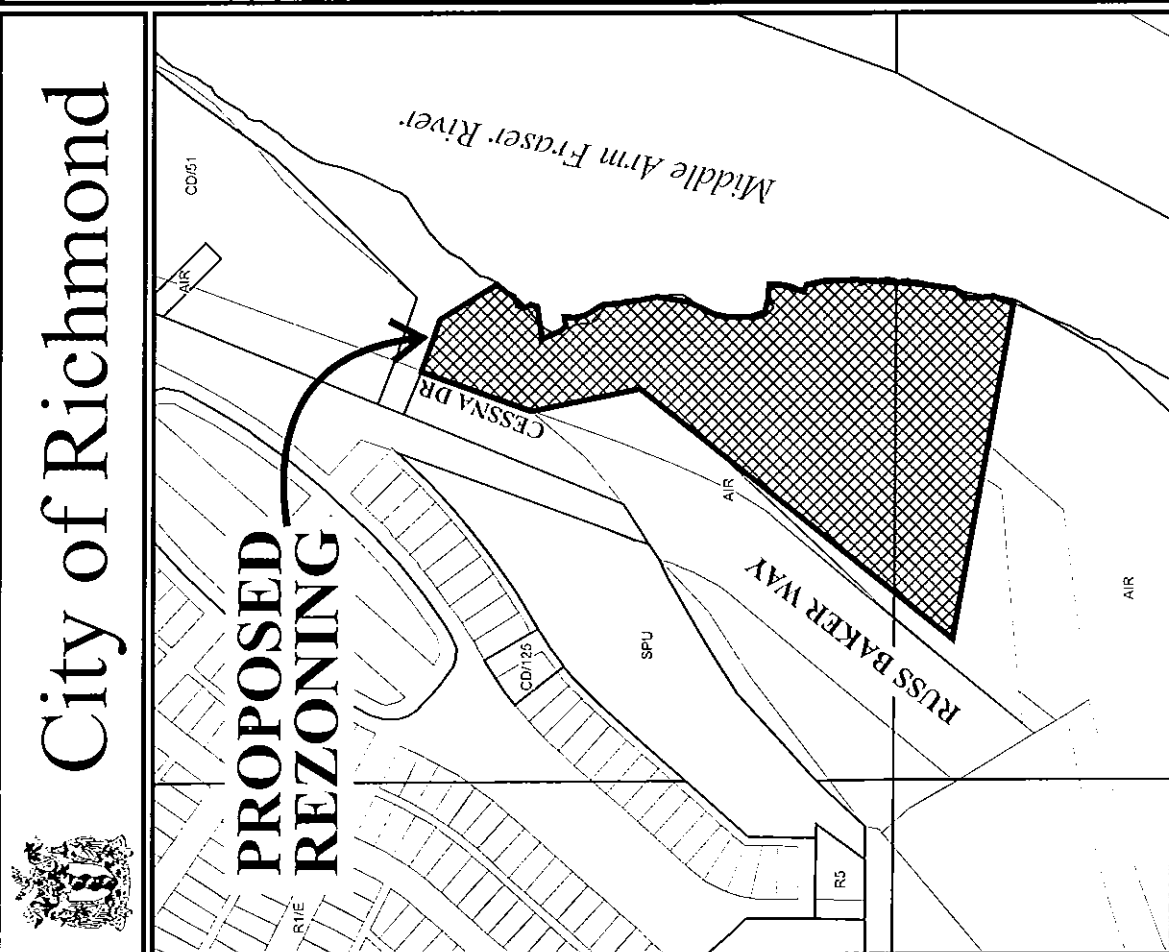 City of Richmond
PROPOSED
REZONING
CD/51
AIR
Middle Arm Fraser River
CESSNA DR
AIR
RUSS BAKER WAY
SPU
CD/125
AIR
R1/E
R5